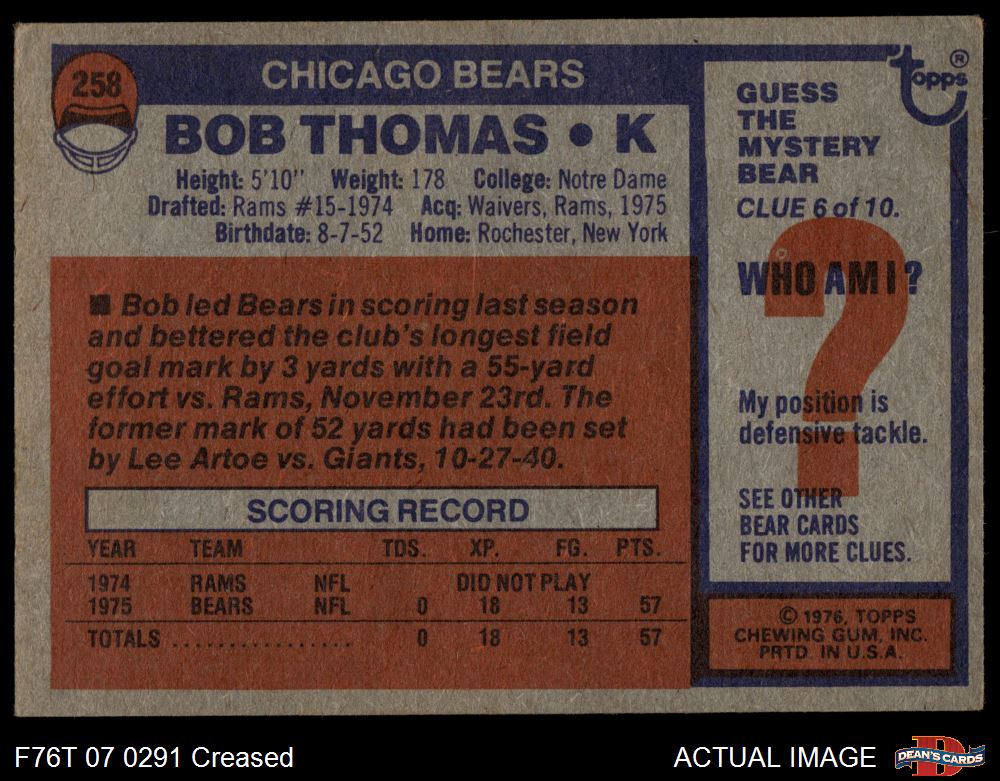 258
CHICAGO BEARS
BOB THOMAS • K
Height: 5'10" Weight: 178 College: Notre Dame
Drafted: Rams #15-1974 Acq: Waivers, Rams, 1975
Birthdate: 8-7-52 Home: Rochester, New York
■ Bob led Bears in scoring last season
and bettered the club's longest field
goal mark by 3 yards with a 55-yard
effort vs. Rams, November 23rd. The
former mark of 52 yards had been set
by Lee Artoe vs. Giants, 10-27-40.
SCORING RECORD
YEAR TEAM TDS. XP. FG. PTS.
1974 RAMS NFL DID NOT PLAY
1975 BEARS NFL 0 18 13 57
TOTALS ................ 0 18 13 57
Topps ®
GUESS
THE
MYSTERY
BEAR
CLUE 6 of 10.
?
WHO AM I?
My position is
defensive tackle.
SEE OTHER
BEAR CARDS
FOR MORE CLUES.
© 1976, TOPPS
CHEWING GUM, INC.
PRTD. IN U.S.A.
F76T 07 0291 Creased
ACTUAL IMAGE
D
DEAN'S CARDS